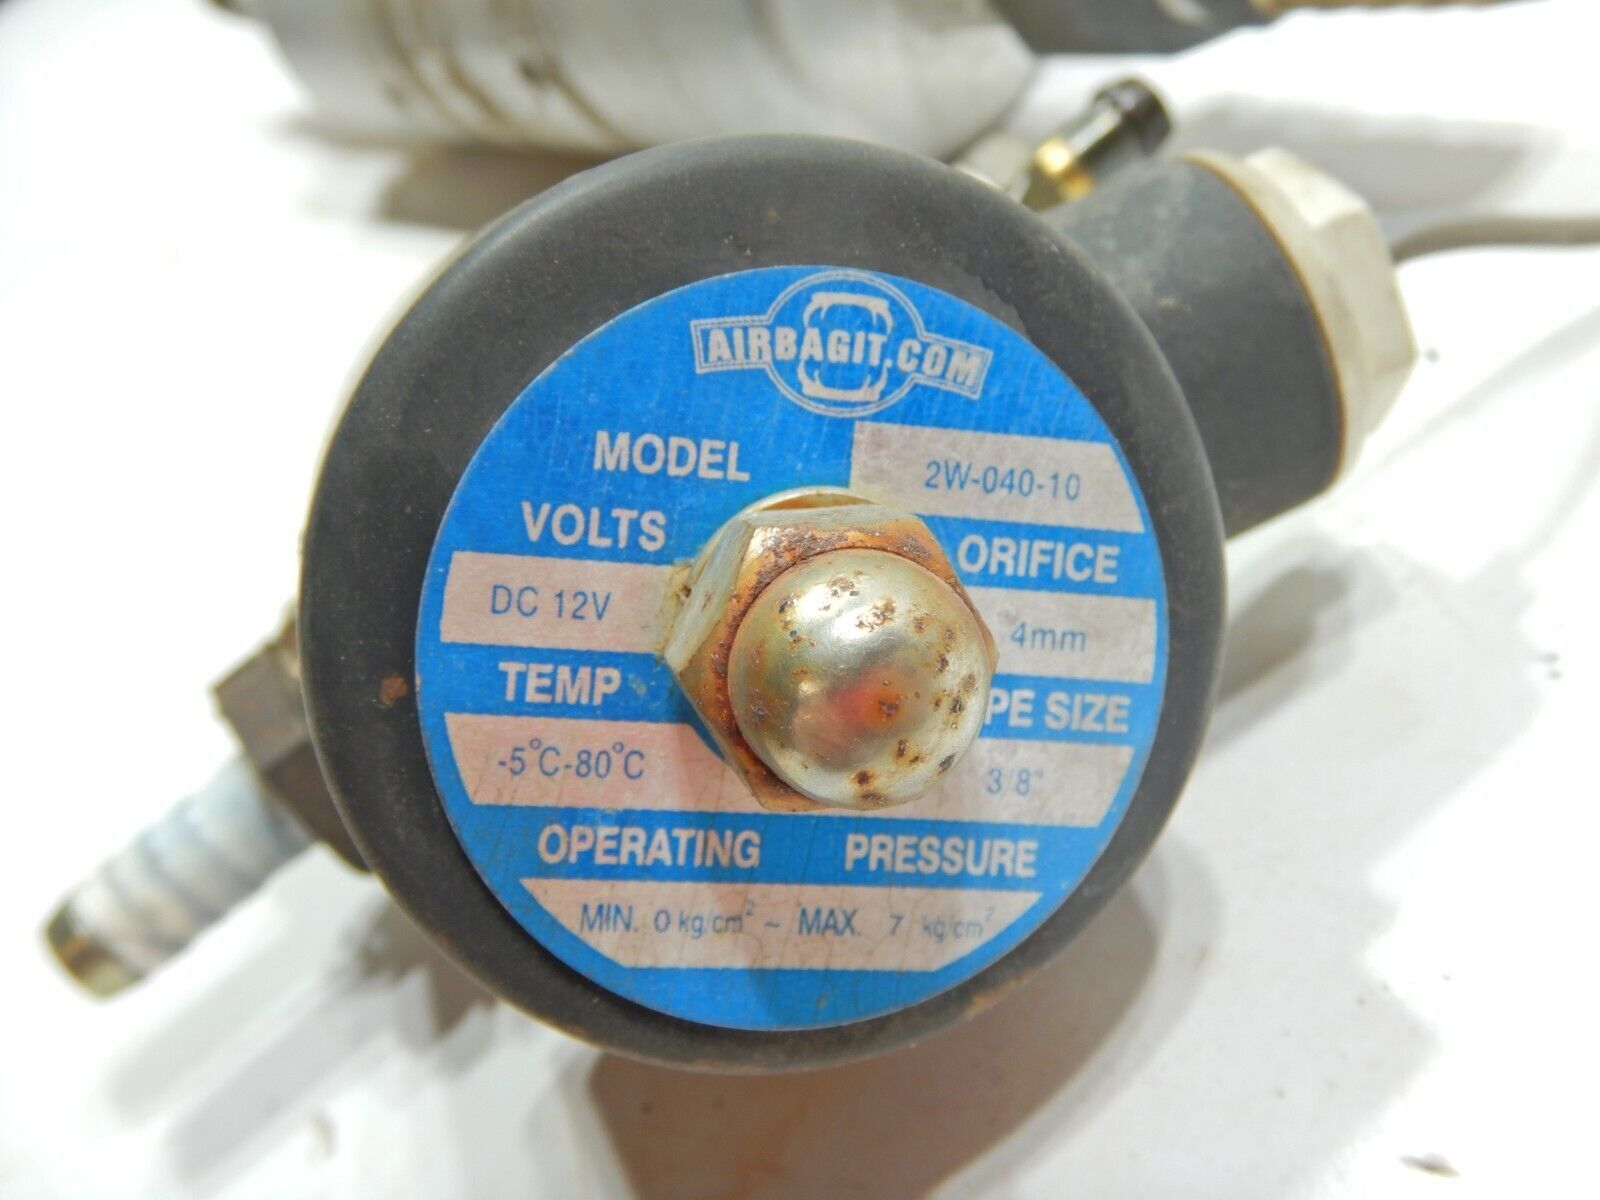 AIRBAGIT.COM
MODEL 2W-040-10
VOLTS ORIFICE
DC 12V 4mm
TEMP PE SIZE
-5°C-80°C 3/8"
OPERATING PRESSURE
MIN. 0 kg/cm² ~ MAX. 7 kg/cm²